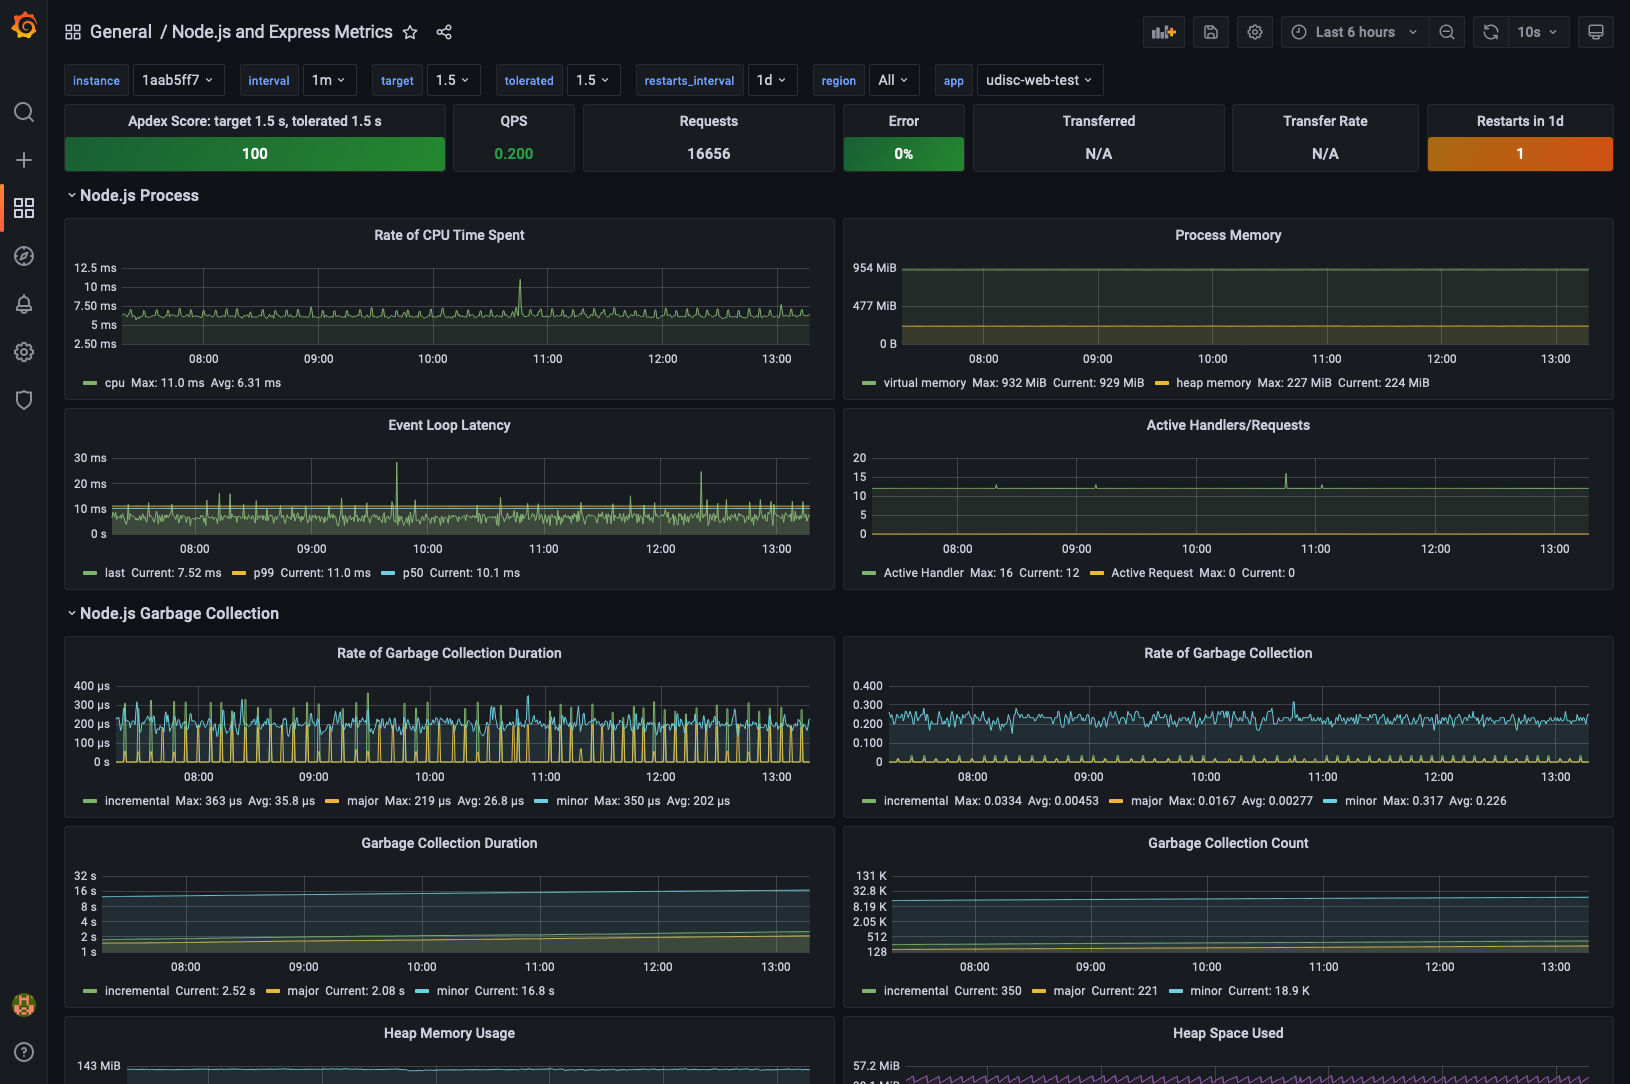 General / Node.js and Express Metrics
Last 6 hours
10s
instance 1aab5ff7 interval 1m target 1.5 tolerated 1.5 restarts_interval 1d region All app udisc-web-test
Apdex Score: target 1.5 s, tolerated 1.5 s
100
QPS
0.200
Requests
16656
Error
0%
Transferred
N/A
Transfer Rate
N/A
Restarts in 1d
1
Node.js Process
Rate of CPU Time Spent
12.5 ms
10 ms
7.50 ms
5 ms
2.50 ms
08:00 09:00 10:00 11:00 12:00 13:00
cpu Max: 11.0 ms Avg: 6.31 ms
Process Memory
954 MiB
477 MiB
0 B
08:00 09:00 10:00 11:00 12:00 13:00
virtual memory Max: 932 MiB Current: 929 MiB heap memory Max: 227 MiB Current: 224 MiB
Event Loop Latency
30 ms
20 ms
10 ms
0 s
08:00 09:00 10:00 11:00 12:00 13:00
last Current: 7.52 ms p99 Current: 11.0 ms p50 Current: 10.1 ms
Active Handlers/Requests
20
15
10
5
0
08:00 09:00 10:00 11:00 12:00 13:00
Active Handler Max: 16 Current: 12 Active Request Max: 0 Current: 0
Node.js Garbage Collection
Rate of Garbage Collection Duration
400 µs
300 µs
200 µs
100 µs
0 s
08:00 09:00 10:00 11:00 12:00 13:00
incremental Max: 363 µs Avg: 35.8 µs major Max: 219 µs Avg: 26.8 µs minor Max: 350 µs Avg: 202 µs
Rate of Garbage Collection
0.400
0.300
0.200
0.100
0
08:00 09:00 10:00 11:00 12:00 13:00
incremental Max: 0.0334 Avg: 0.00453 major Max: 0.0167 Avg: 0.00277 minor Max: 0.317 Avg: 0.226
Garbage Collection Duration
32 s
16 s
8 s
4 s
2 s
1 s
08:00 09:00 10:00 11:00 12:00 13:00
incremental Current: 2.52 s major Current: 2.08 s minor Current: 16.8 s
Garbage Collection Count
131 K
32.8 K
8.19 K
2.05 K
512
128
08:00 09:00 10:00 11:00 12:00 13:00
incremental Current: 350 major Current: 221 minor Current: 18.9 K
Heap Memory Usage
143 MiB
Heap Space Used
57.2 MiB